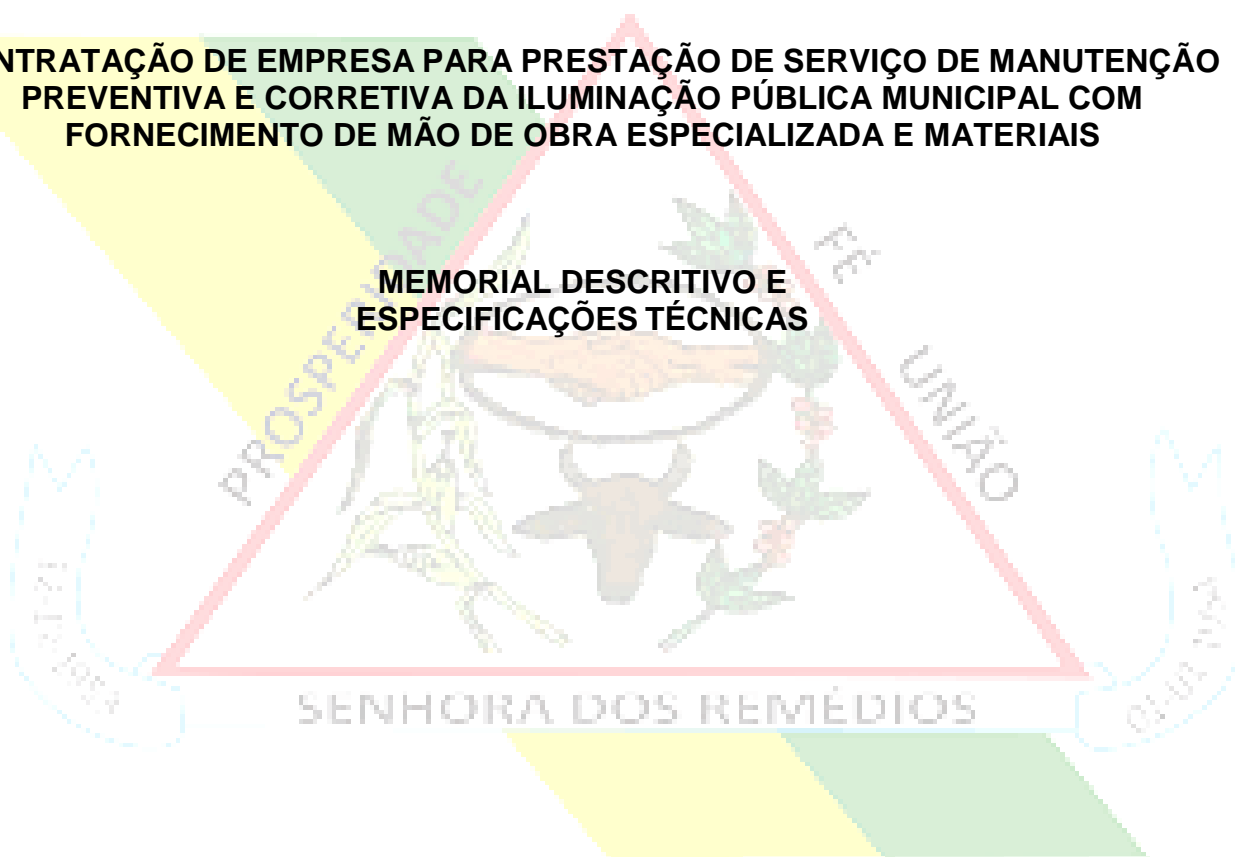 NTRATAÇÃO DE EMPRESA PARA PRESTAÇÃO DE SERVIÇO DE MANUTENÇÃO
PREVENTIVA E CORRETIVA DA ILUMINAÇÃO PÚBLICA MUNICIPAL COM
FORNECIMENTO DE MÃO DE OBRA ESPECIALIZADA E MATERIAIS
MEMORIAL DESCRITIVO E
ESPECIFICAÇÕES TÉCNICAS
PROSPERIDADE
FÉ
UNIÃO
SENHORA DOS REMÉDIOS